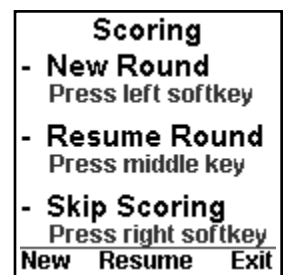 Scoring
- New Round
Press left softkey
- Resume Round
Press middle key
- Skip Scoring
Press right softkey
New Resume Exit